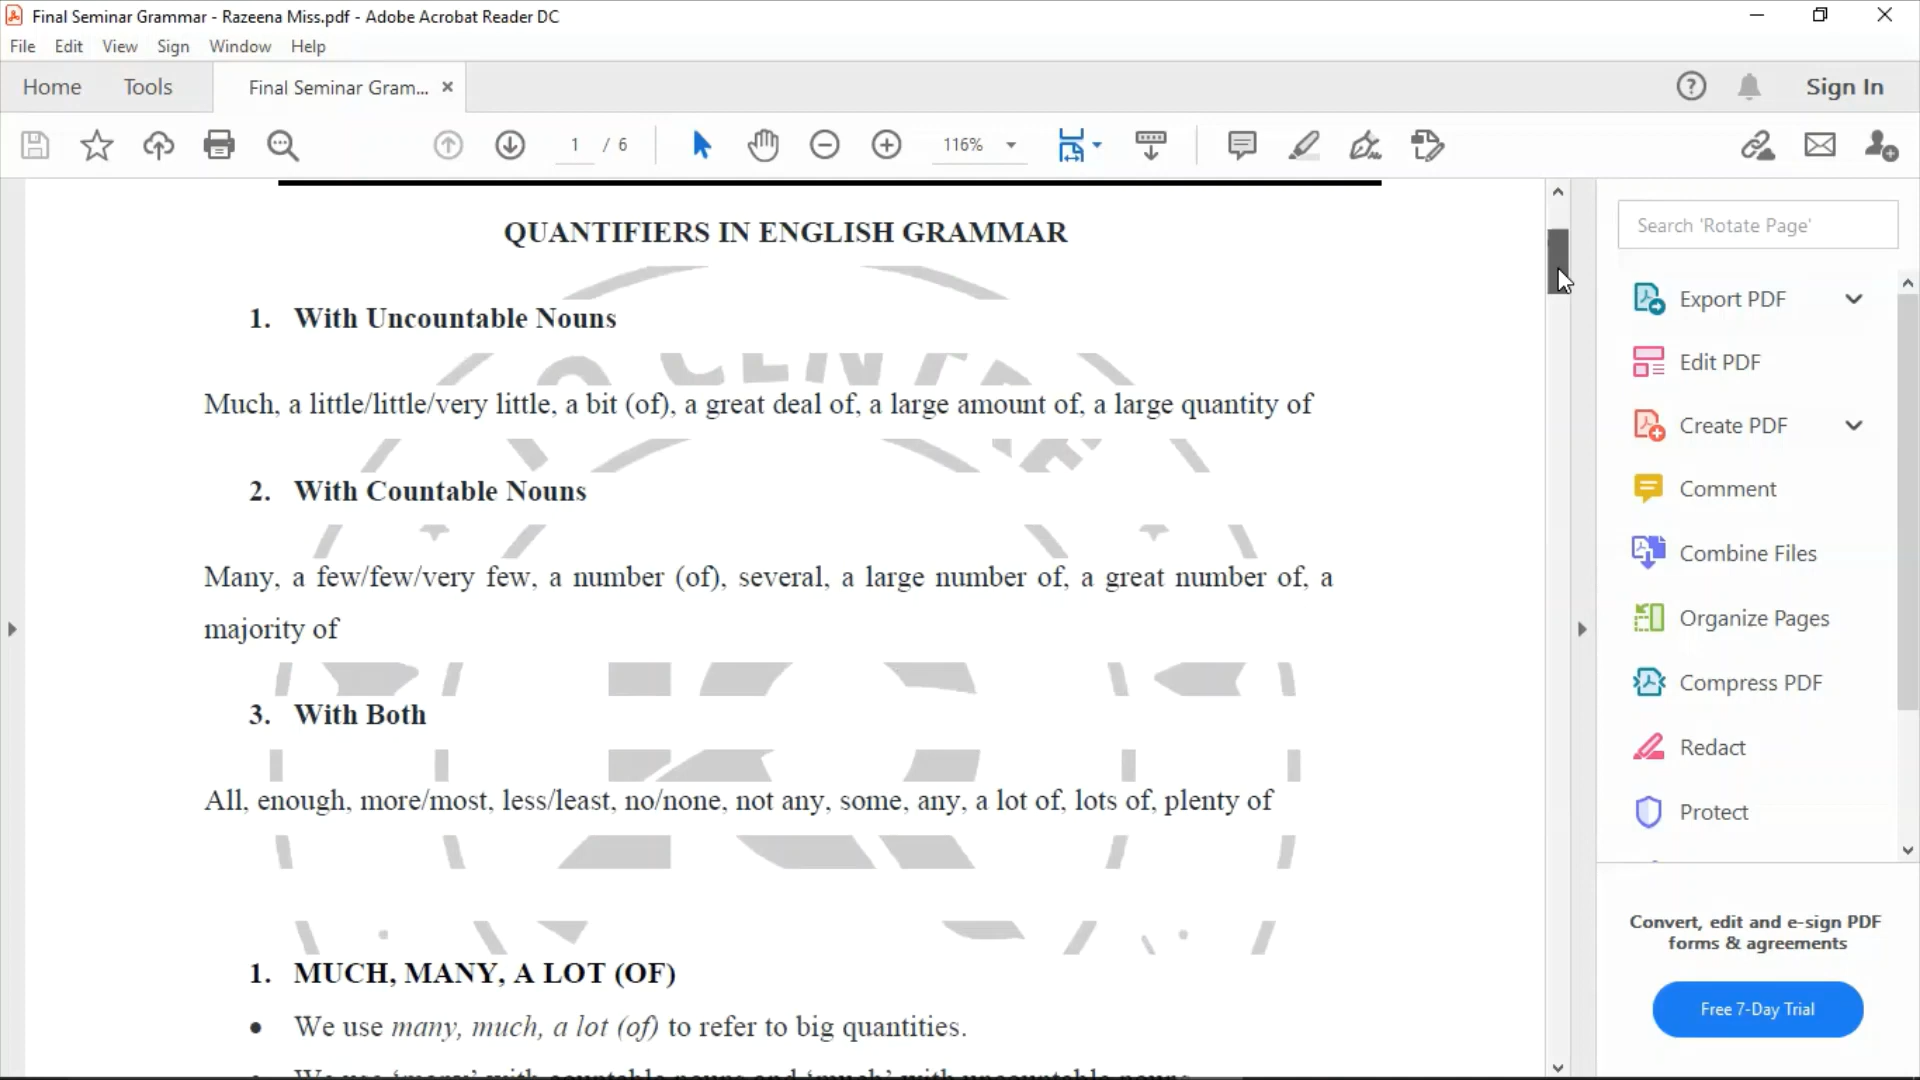 Final Seminar Grammar - Razeena Miss.pdf - Adobe Acrobat Reader DC
File Edit View Sign Window Help
Home Tools Final Seminar Gram... × Sign In
1 / 6 116%
QUANTIFIERS IN ENGLISH GRAMMAR
1. With Uncountable Nouns
Much, a little/little/very little, a bit (of), a great deal of, a large amount of, a large quantity of
2. With Countable Nouns
Many, a few/few/very few, a number (of), several, a large number of, a great number of, a
majority of
3. With Both
All, enough, more/most, less/least, no/none, not any, some, any, a lot of, lots of, plenty of
1. MUCH, MANY, A LOT (OF)
• We use many, much, a lot (of) to refer to big quantities.
Search 'Rotate Page'
Export PDF
Edit PDF
Create PDF
Comment
Combine Files
Organize Pages
Compress PDF
Redact
Protect
Convert, edit and e-sign PDF
forms & agreements
Free 7-Day Trial